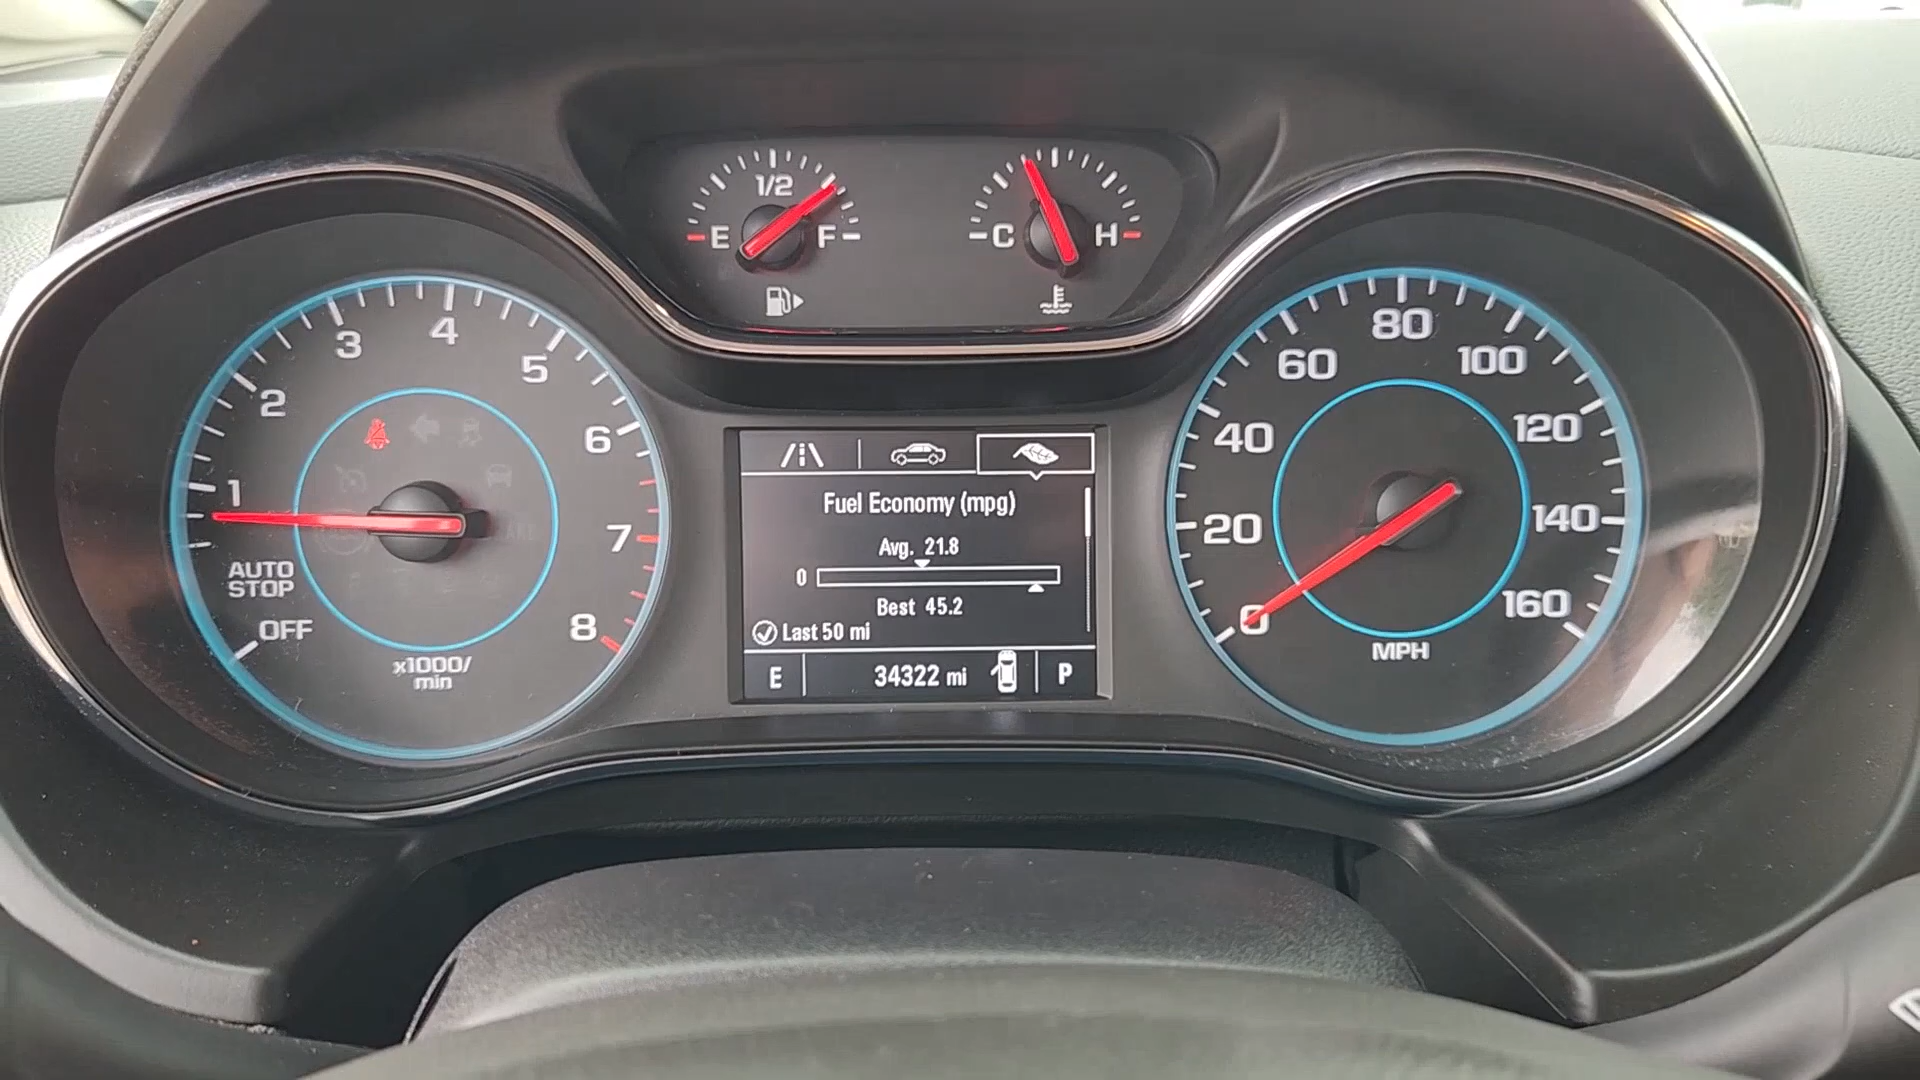 1/2
E F
C H
1 2 3 4 5 6 7 8
AUTO
STOP
OFF
x1000/
min
Fuel Economy (mpg)
Avg. 21.8
0
Best 45.2
Last 50 mi
E 34322 mi P
0 20 40 60 80 100 120 140 160
MPH